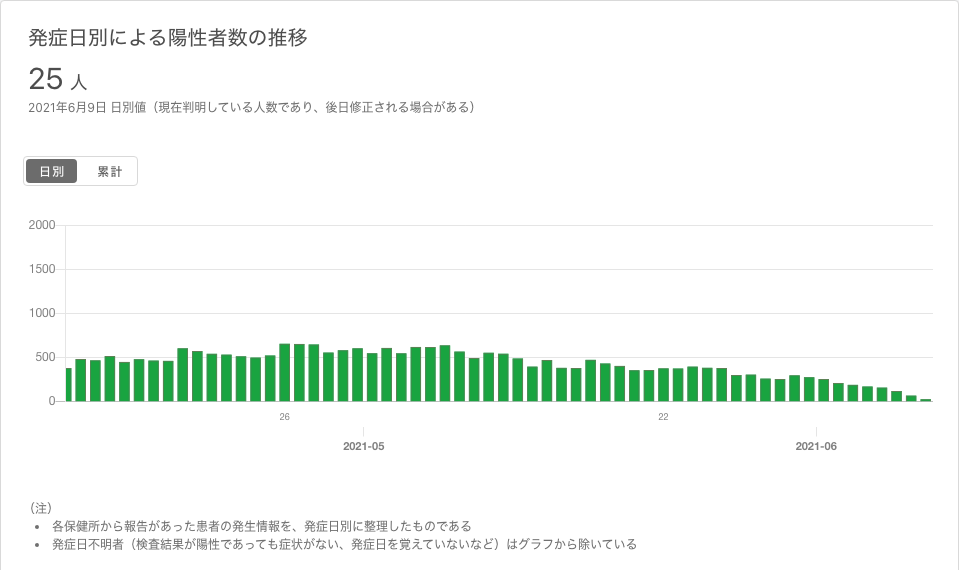 発症日別による陽性者数の推移
25 人
2021年6月9日 日別値（現在判明している人数であり、後日修正される場合がある）
日別 累計
2000
1500
1000
500
0
26 22
2021-05 2021-06
（注）
• 各保健所から報告があった患者の発生情報を、発症日別に整理したものである
• 発症日不明者（検査結果が陽性であっても症状がない、発症日を覚えていないなど）はグラフから除いている